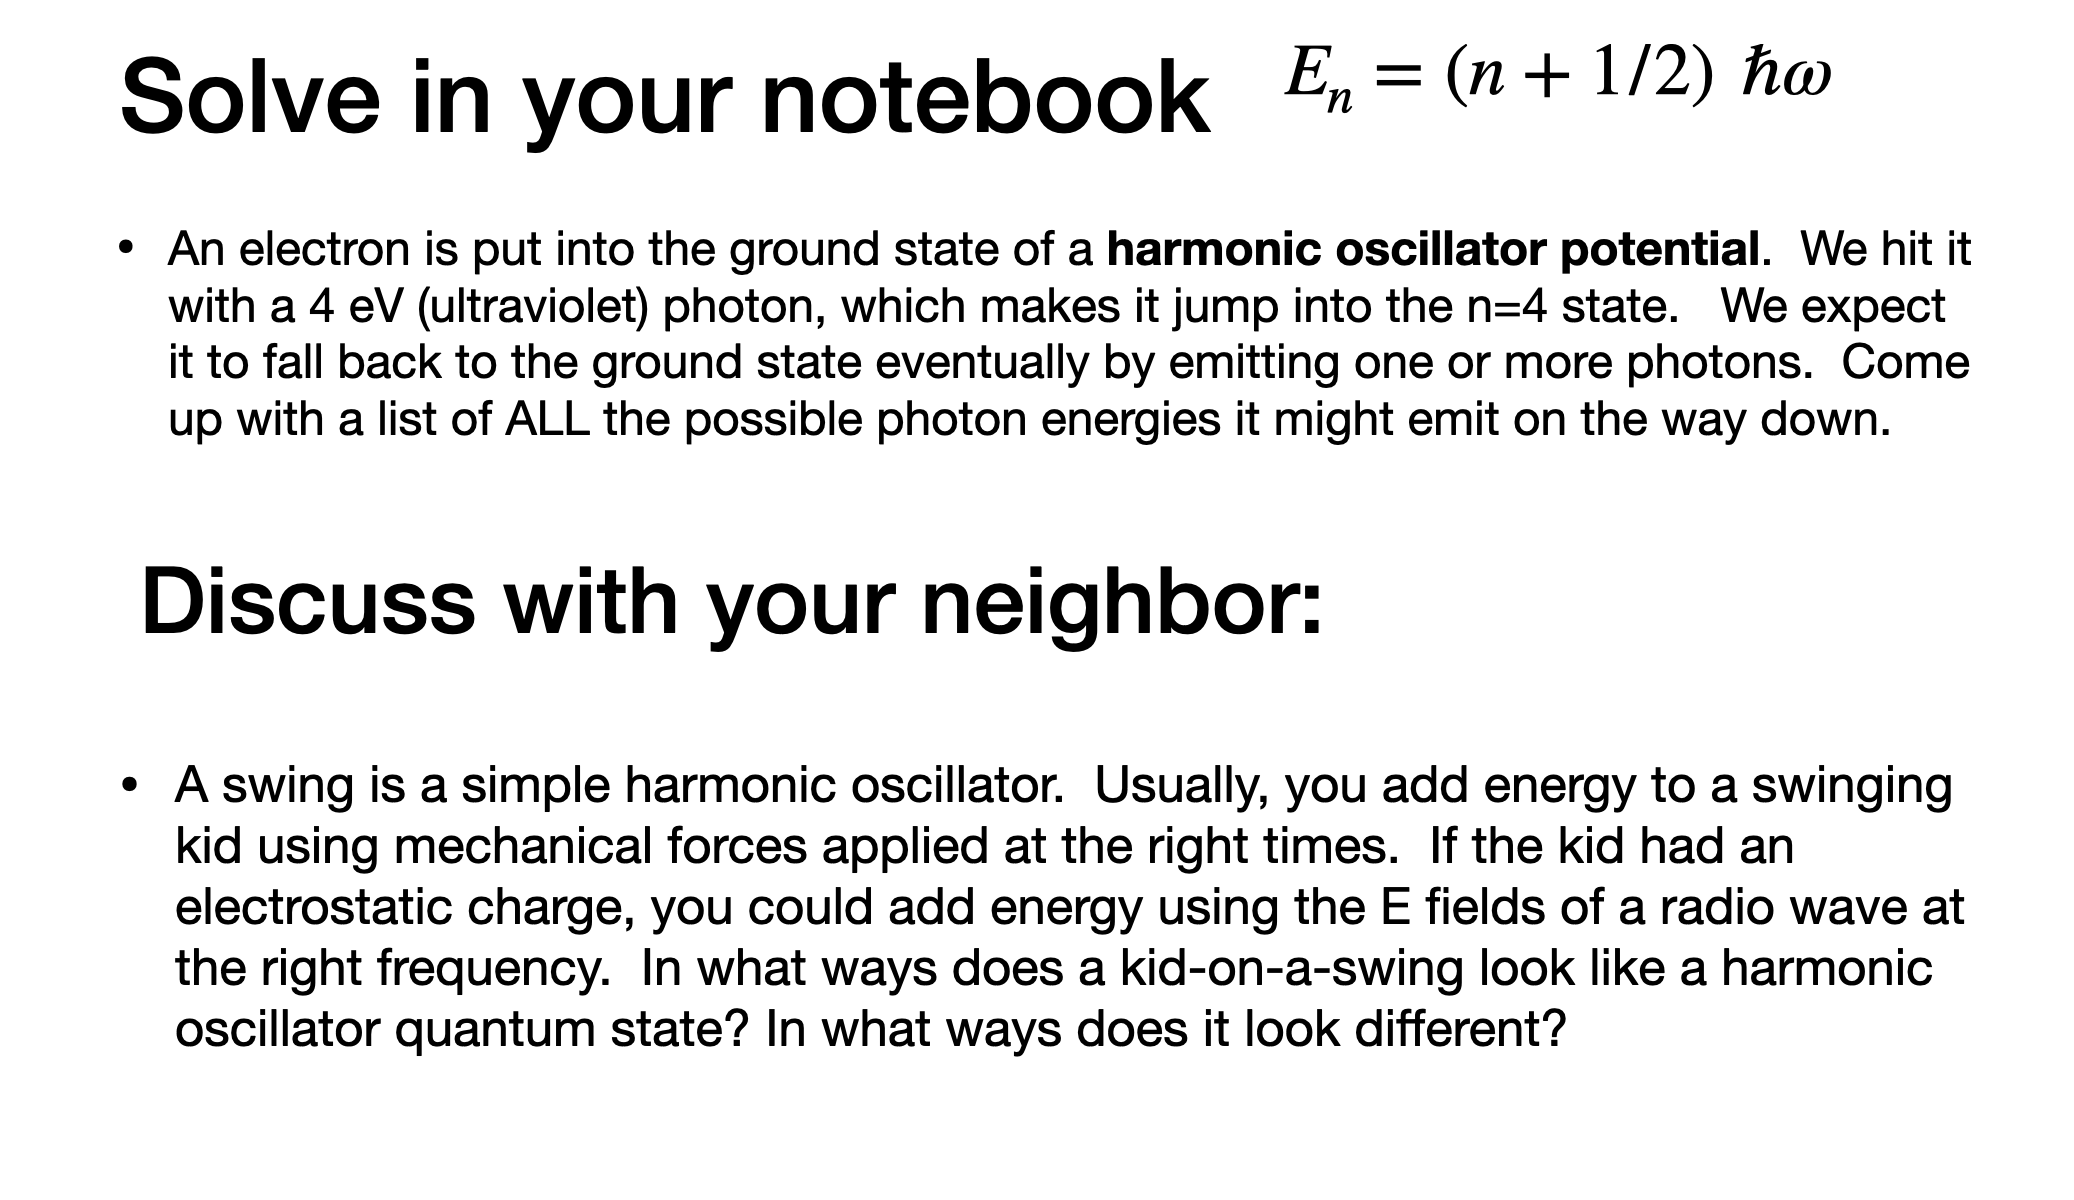 Solve in your notebook
Eₙ = (n + 1/2) ℏω
• An electron is put into the ground state of a harmonic oscillator potential.  We hit it
with a 4 eV (ultraviolet) photon, which makes it jump into the n=4 state.   We expect
it to fall back to the ground state eventually by emitting one or more photons.  Come
up with a list of ALL the possible photon energies it might emit on the way down.
Discuss with your neighbor:
• A swing is a simple harmonic oscillator.  Usually, you add energy to a swinging
kid using mechanical forces applied at the right times.  If the kid had an
electrostatic charge, you could add energy using the E fields of a radio wave at
the right frequency.  In what ways does a kid-on-a-swing look like a harmonic
oscillator quantum state? In what ways does it look different?